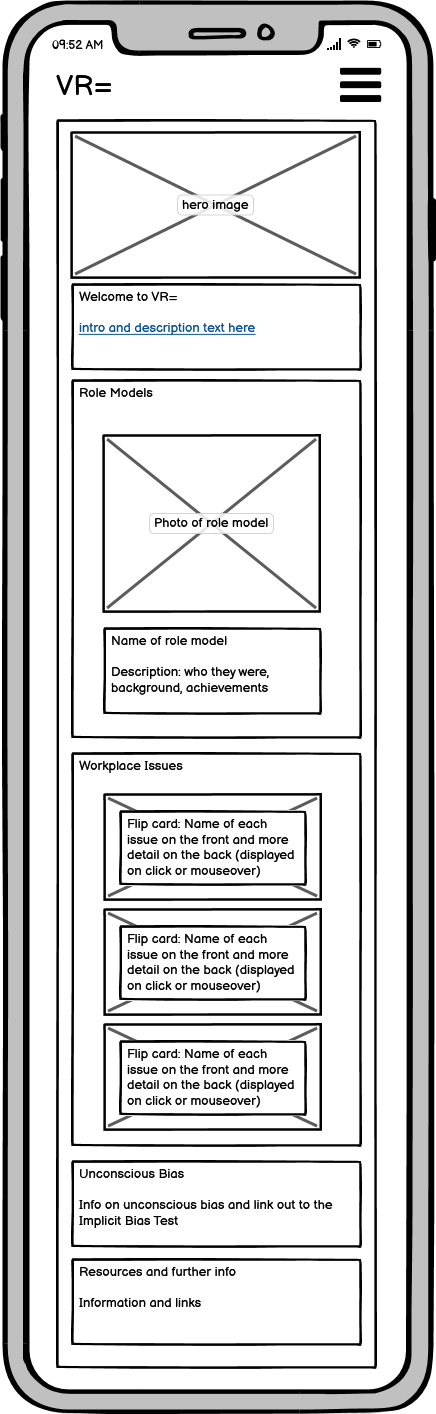 09:52 AM
VR=
hero image
Welcome to VR=
intro and description text here
Role Models
Photo of role model
Name of role model
Description: who they were,
background, achievements
Workplace Issues
Flip card: Name of each
issue on the front and more
detail on the back (displayed
on click or mouseover)
Flip card: Name of each
issue on the front and more
detail on the back (displayed
on click or mouseover)
Flip card: Name of each
issue on the front and more
detail on the back (displayed
on click or mouseover)
Unconscious Bias
Info on unconscious bias and link out to the
Implicit Bias Test
Resources and further info
Information and links